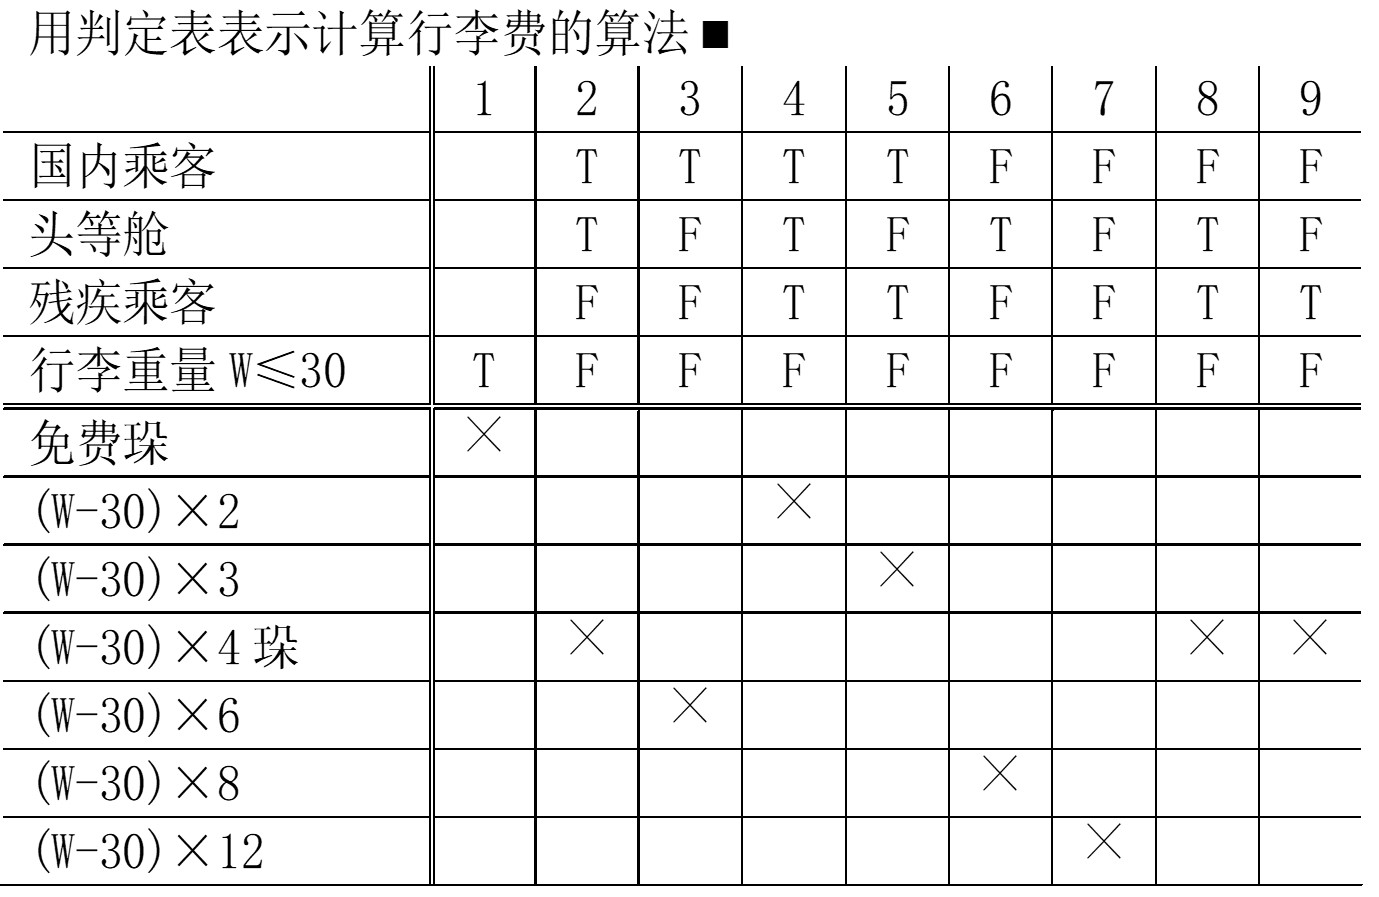 用判定表表示计算行李费的算法■
1 2 3 4 5 6 7 8 9
国内乘客 T T T T F F F F
头等舱 T F T F T F T F
残疾乘客 F F T T F F T T
行李重量 W≤30 T F F F F F F F F
免费琛 ×
(W-30)×2 ×
(W-30)×3 ×
(W-30)×4琛 × × ×
(W-30)×6 ×
(W-30)×8 ×
(W-30)×12 ×